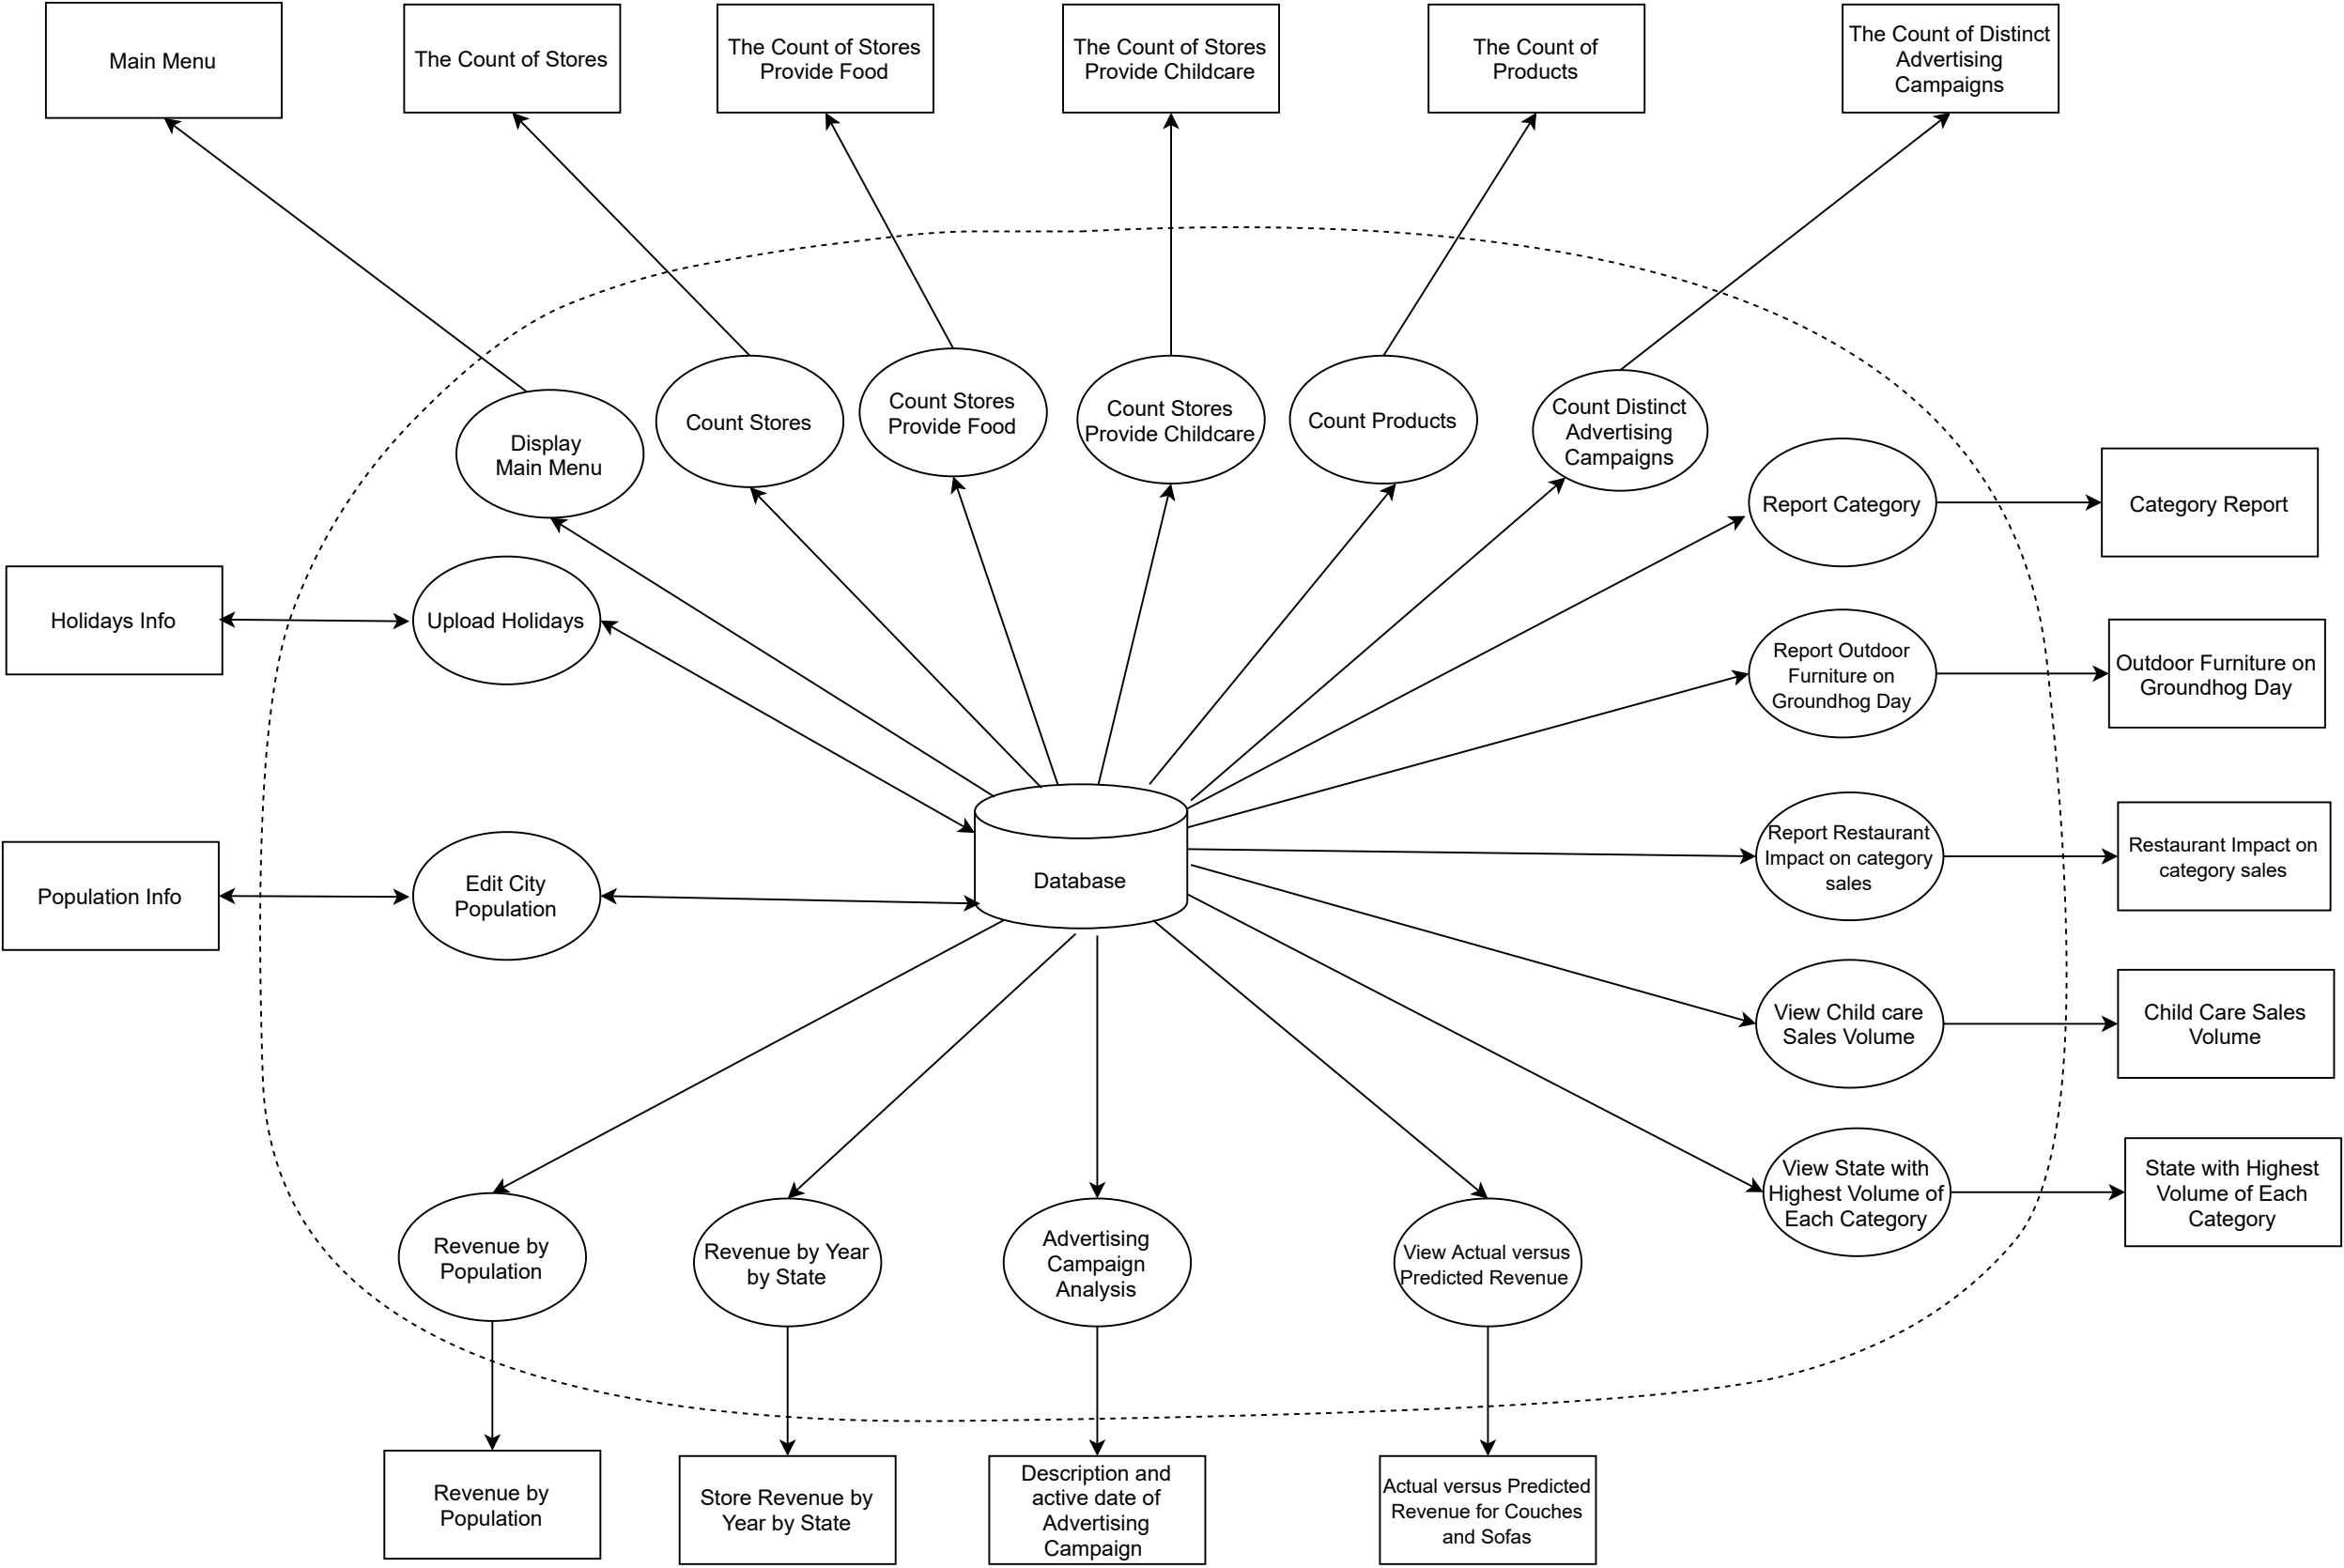 Main Menu
The Count of Stores
The Count of Stores
Provide Food
The Count of Stores
Provide Childcare
The Count of
Products
The Count of Distinct
Advertising
Campaigns
Display
Main Menu
Count Stores
Count Stores
Provide Food
Count Stores
Provide Childcare
Count Products
Count Distinct
Advertising
Campaigns
Report Category
Category Report
Holidays Info
Upload Holidays
Report Outdoor
Furniture on
Groundhog Day
Outdoor Furniture on
Groundhog Day
Population Info
Edit City
Population
Database
Report Restaurant
Impact on category
sales
Restaurant Impact on
category sales
View Child care
Sales Volume
Child Care Sales
Volume
View State with
Highest Volume of
Each Category
State with Highest
Volume of Each
Category
Revenue by
Population
Revenue by Year
by State
Advertising
Campaign
Analysis
View Actual versus
Predicted Revenue
Revenue by
Population
Store Revenue by
Year by State
Description and
active date of
Advertising
Campaign
Actual versus Predicted
Revenue for Couches
and Sofas